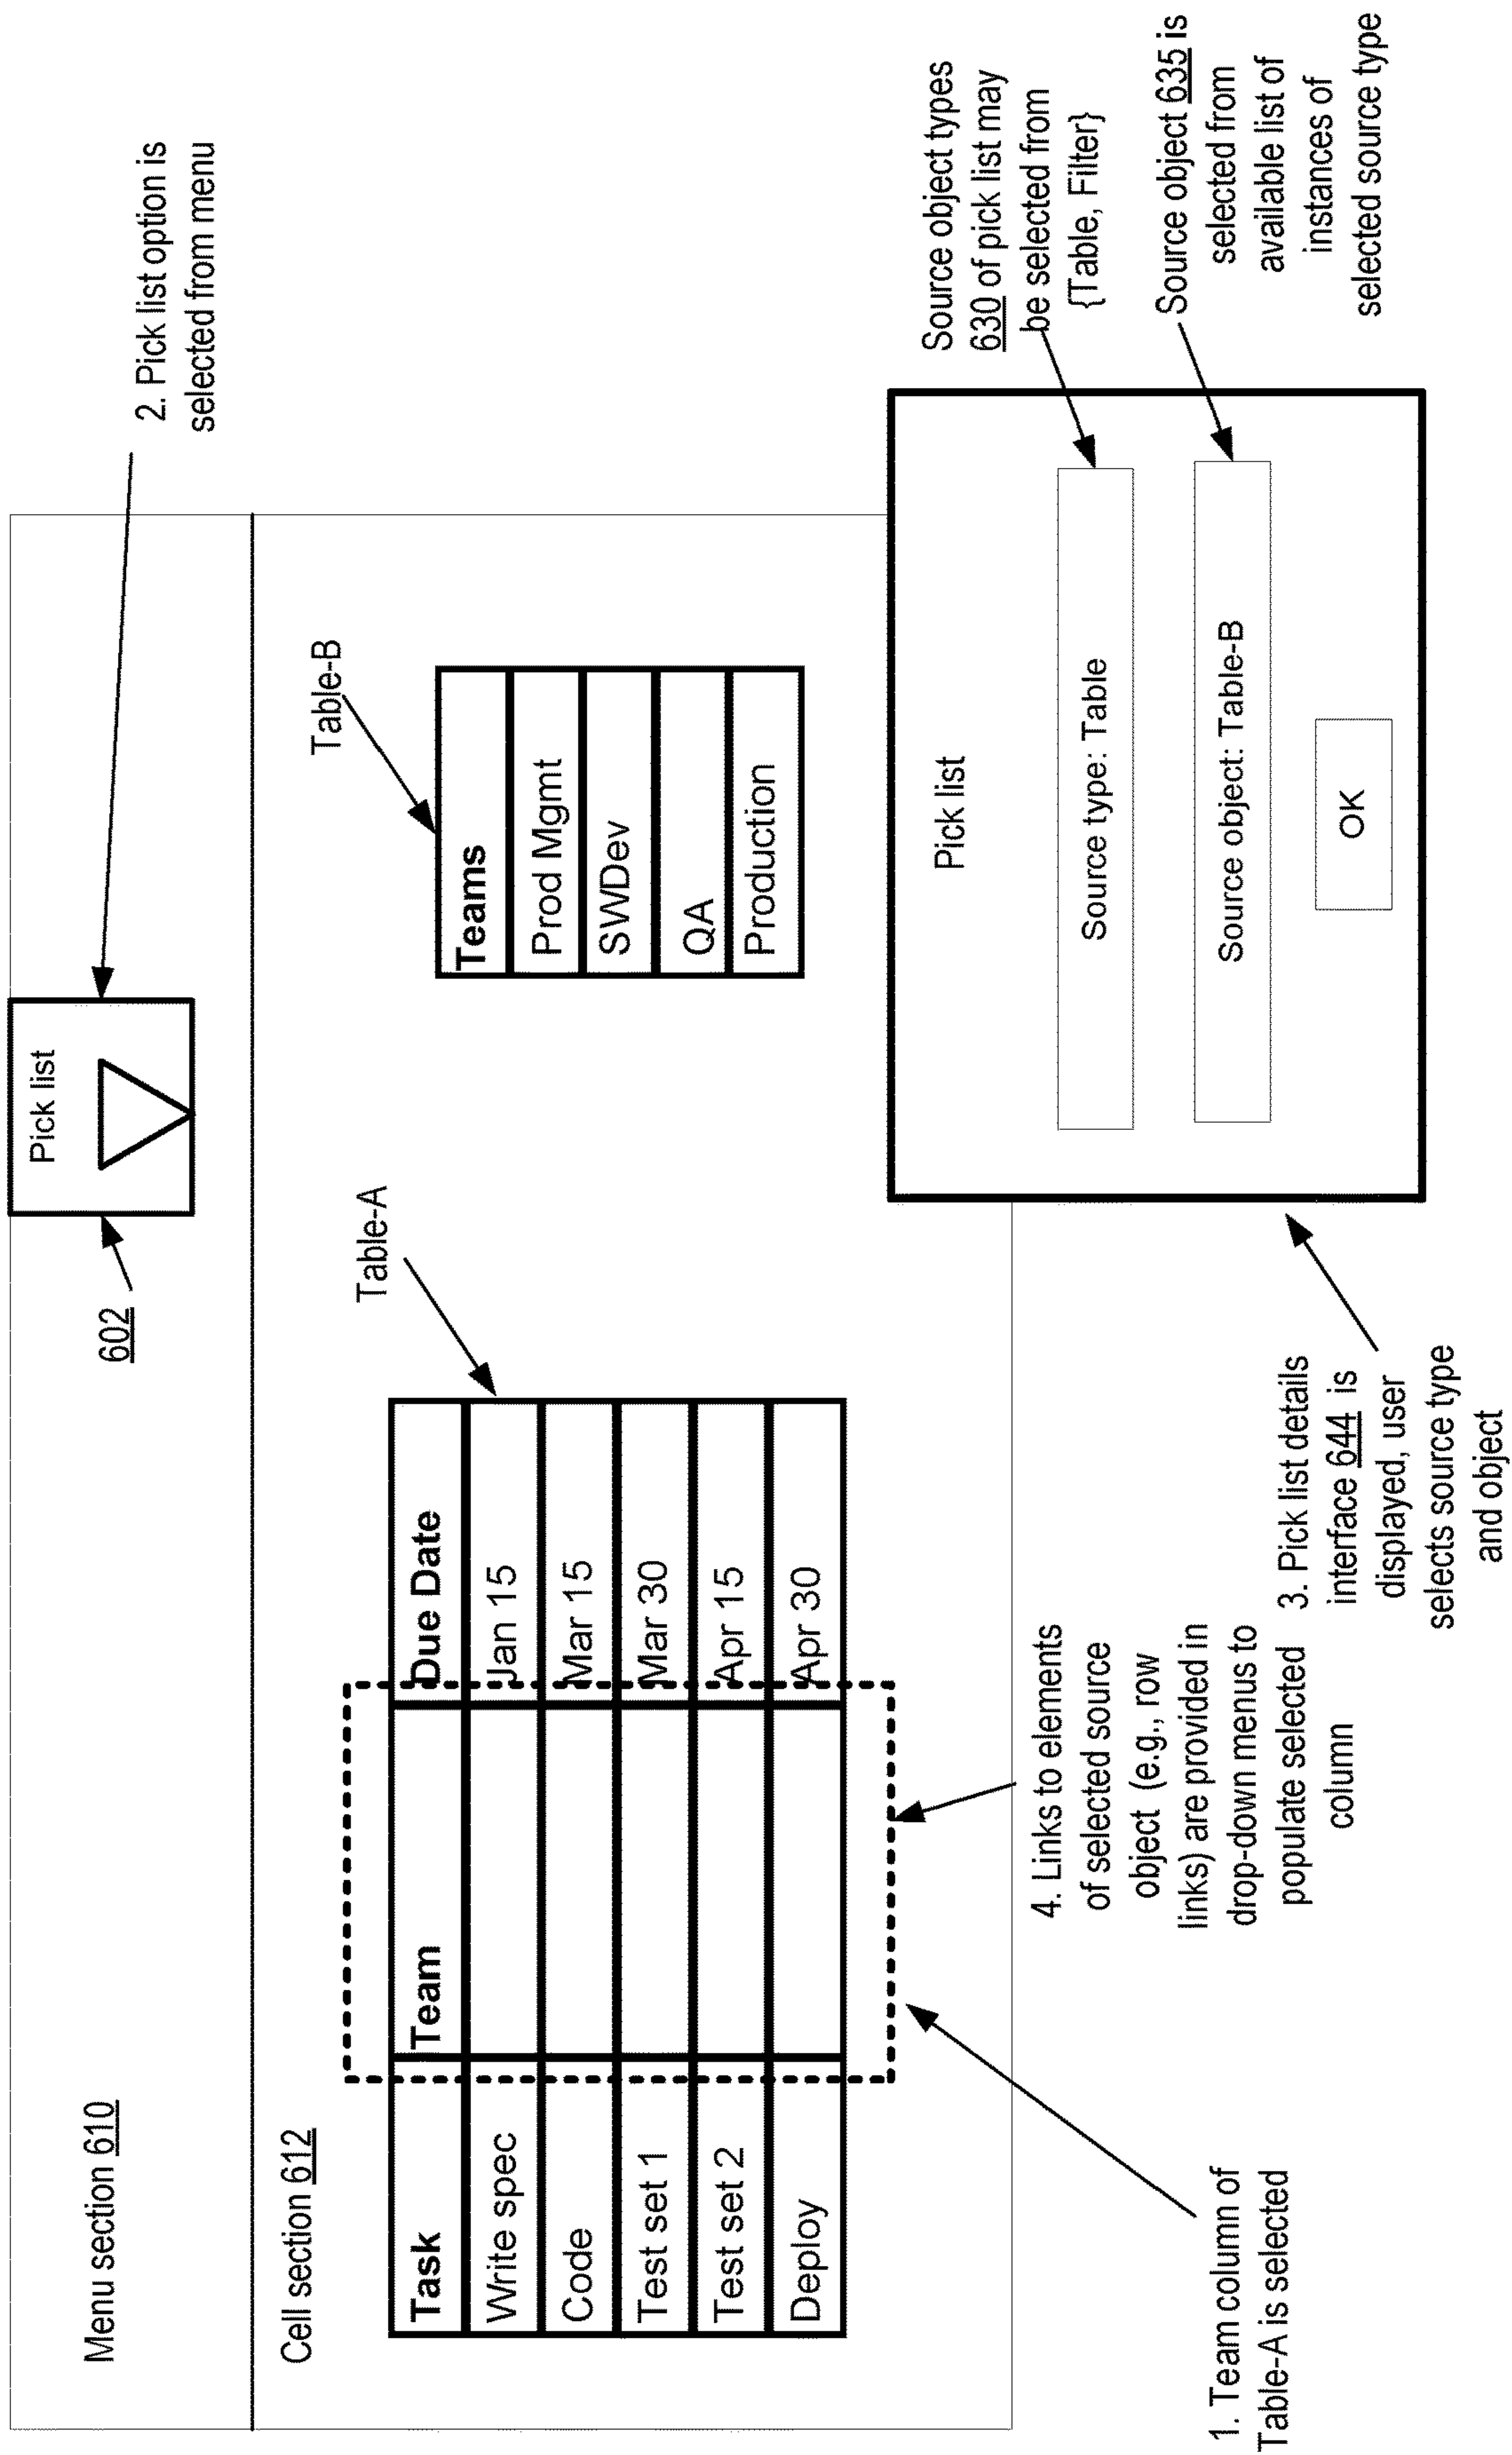 Menu section 610
Pick list
602
2. Pick list option is
selected from menu
Cell section 612
Table-A
Table-B
Task Team Due Date
Write spec Jan 15
Code Mar 15
Test set 1 Mar 30
Test set 2 Apr 15
Deploy Apr 30
Teams
Prod Mgmt
SWDev
QA
Production
1. Team column of
Table-A is selected
4. Links to elements
of selected source
object (e.g., row
links) are provided in
drop-down menus to
populate selected
column
3. Pick list details
interface 644 is
displayed, user
selects source type
and object
Pick list
Source type: Table
Source object: Table-B
OK
Source object types
630 of pick list may
be selected from
{Table, Filter}
Source object 635 is
selected from
available list of
instances of
selected source type